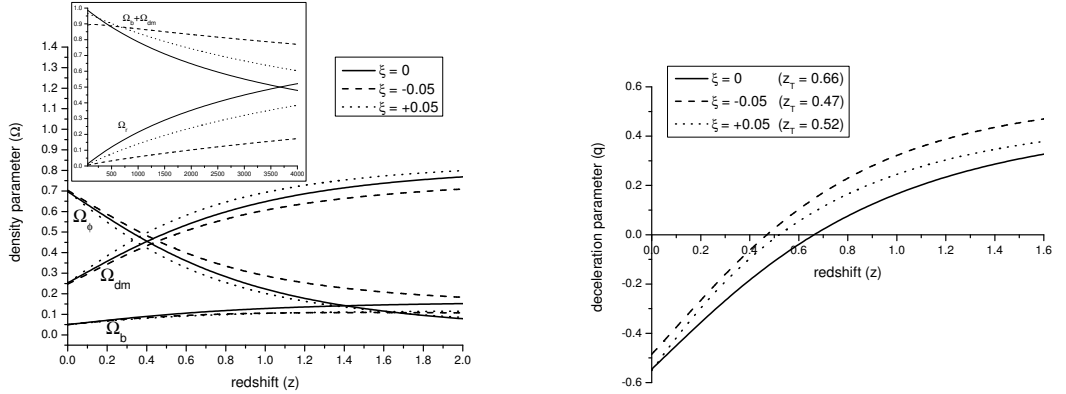 1.0
0.9
0.8
0.7
0.6
0.5
0.4
0.3
0.2
0.1
0.0
500 1000 1500 2000 2500 3000 3500 4000
Ω_b+Ω_dm
Ω_r
1.4
1.3
1.2
1.1
1.0
0.9
0.8
0.7
0.6
0.5
0.4
0.3
0.2
0.1
0.0
density parameter (Ω)
ξ = 0
ξ = -0.05
ξ = +0.05
Ω_ϕ
Ω_dm
Ω_b
0.0 0.2 0.4 0.6 0.8 1.0 1.2 1.4 1.6 1.8 2.0
redshift (z)
ξ = 0 (z_T = 0.66)
ξ = -0.05 (z_T = 0.47)
ξ = +0.05 (z_T = 0.52)
0.6
0.4
0.2
0.0
-0.2
-0.4
-0.6
deceleration parameter (q)
0.0 0.2 0.4 0.6 0.8 1.0 1.2 1.4 1.6
redshift (z)